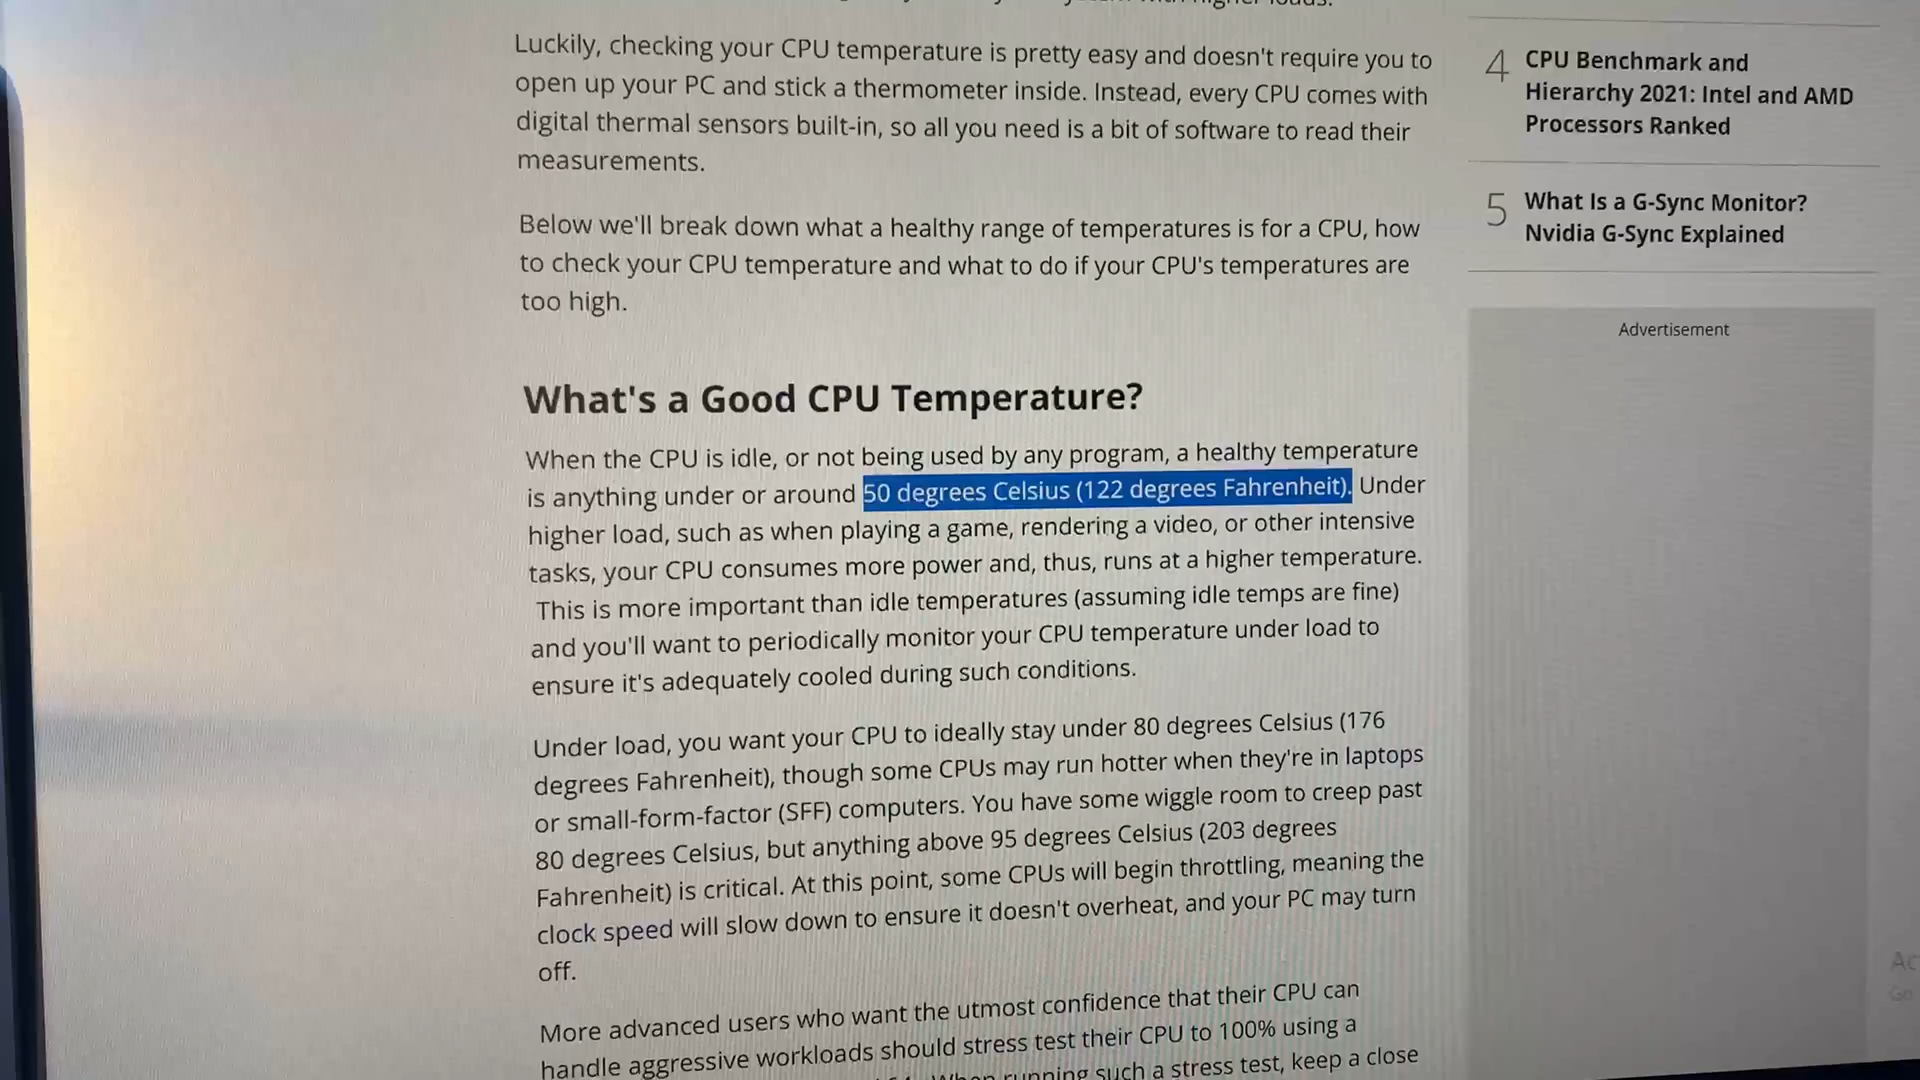 Luckily, checking your CPU temperature is pretty easy and doesn't require you to
open up your PC and stick a thermometer inside. Instead, every CPU comes with
digital thermal sensors built-in, so all you need is a bit of software to read their
measurements.
Below we'll break down what a healthy range of temperatures is for a CPU, how
to check your CPU temperature and what to do if your CPU's temperatures are
too high.
What's a Good CPU Temperature?
When the CPU is idle, or not being used by any program, a healthy temperature
is anything under or around 50 degrees Celsius (122 degrees Fahrenheit). Under
higher load, such as when playing a game, rendering a video, or other intensive
tasks, your CPU consumes more power and, thus, runs at a higher temperature.
This is more important than idle temperatures (assuming idle temps are fine)
and you'll want to periodically monitor your CPU temperature under load to
ensure it's adequately cooled during such conditions.
Under load, you want your CPU to ideally stay under 80 degrees Celsius (176
degrees Fahrenheit), though some CPUs may run hotter when they're in laptops
or small-form-factor (SFF) computers. You have some wiggle room to creep past
80 degrees Celsius, but anything above 95 degrees Celsius (203 degrees
Fahrenheit) is critical. At this point, some CPUs will begin throttling, meaning the
clock speed will slow down to ensure it doesn't overheat, and your PC may turn
off.
More advanced users who want the utmost confidence that their CPU can
handle aggressive workloads should stress test their CPU to 100% using a
When running such a stress test, keep a close
4
CPU Benchmark and
Hierarchy 2021: Intel and AMD
Processors Ranked
5
What Is a G-Sync Monitor?
Nvidia G-Sync Explained
Advertisement